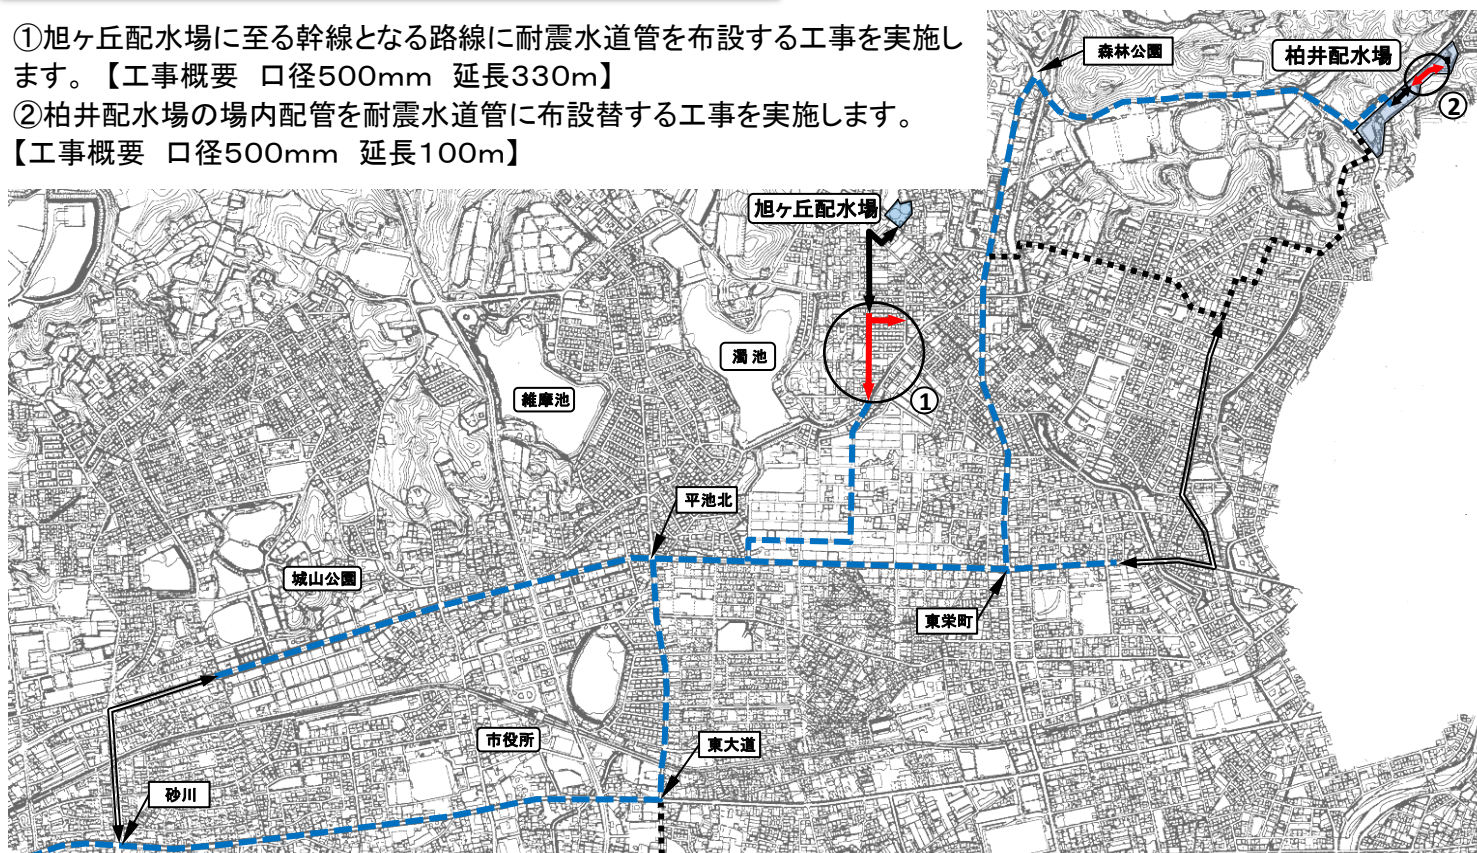 ①旭ヶ丘配水場に至る幹線となる路線に耐震水道管を布設する工事を実施し
ます。【工事概要　口径500mm　延長330m】
②柏井配水場の場内配管を耐震水道管に布設替する工事を実施します。
【工事概要　口径500mm　延長100m】
森林公園
柏井配水場
②
旭ヶ丘配水場
濁池
維摩池
①
平池北
城山公園
東栄町
市役所
東大道
砂川